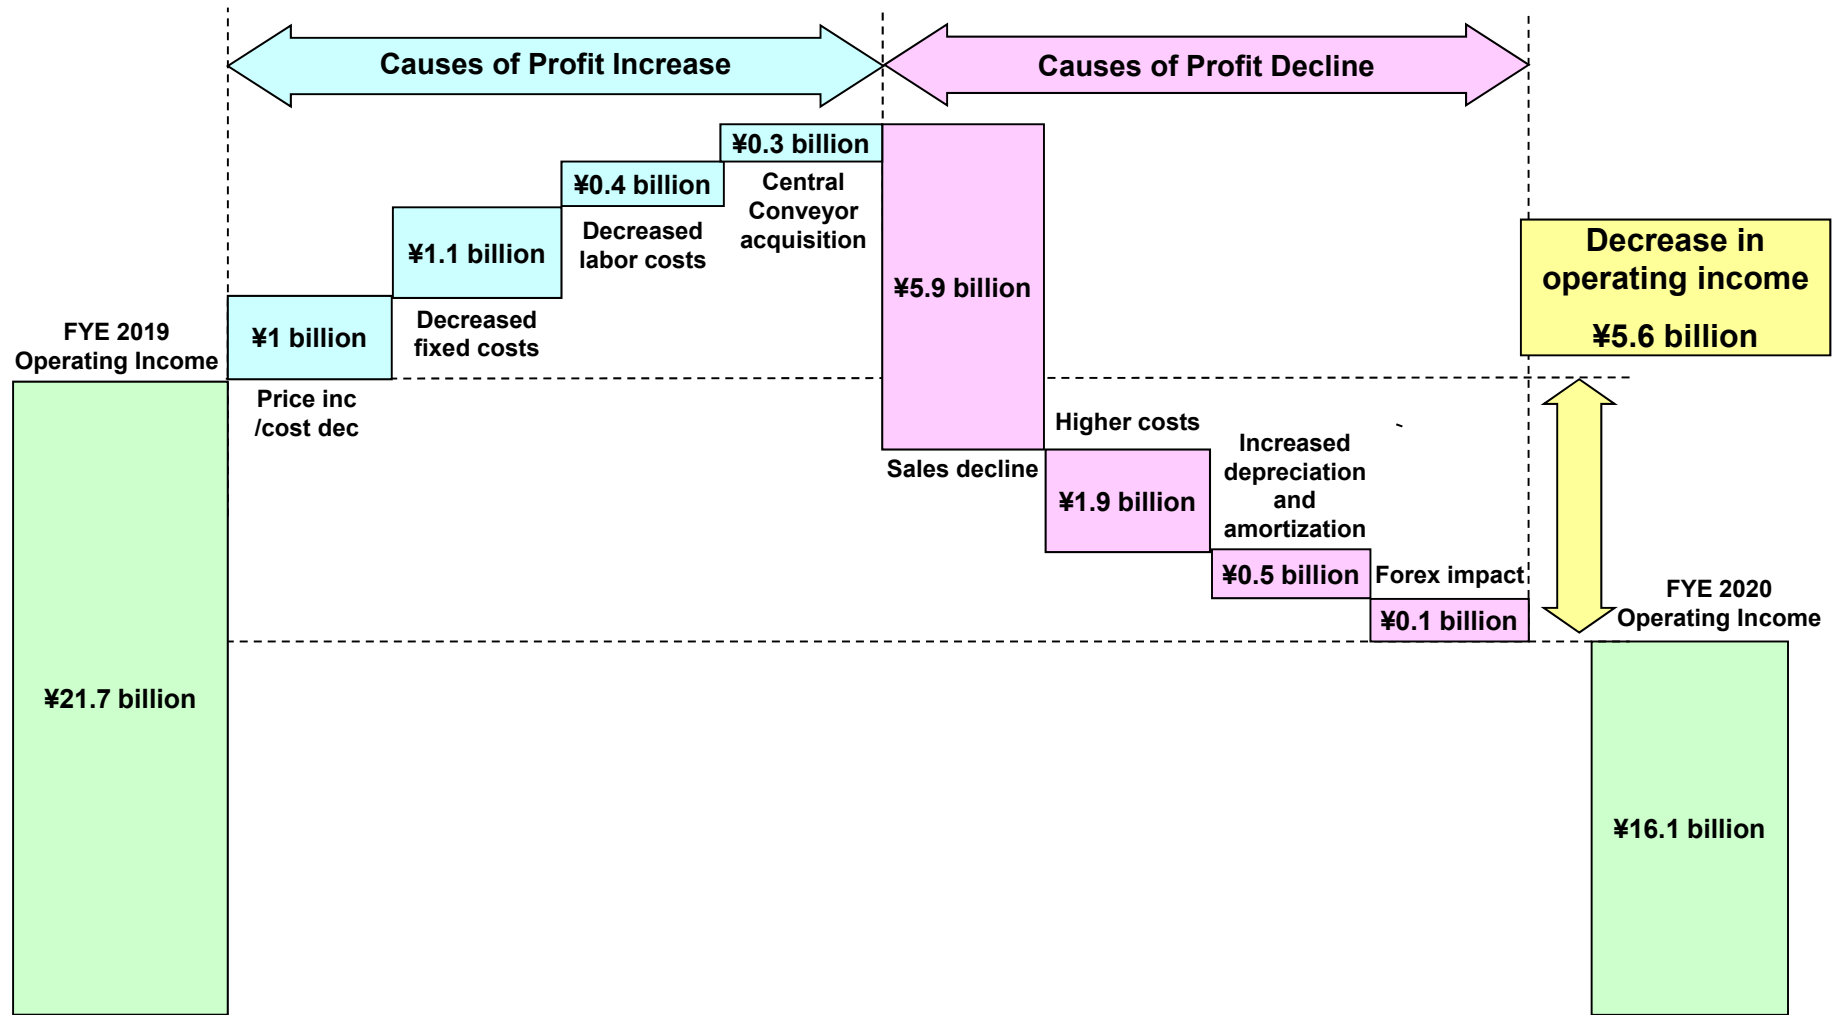 Causes of Profit Increase
Causes of Profit Decline
FYE 2019
Operating Income
¥21.7 billion
¥1 billion
Price inc
/cost dec
¥1.1 billion
Decreased
fixed costs
¥0.4 billion
Decreased
labor costs
¥0.3 billion
Central
Conveyor
acquisition
¥5.9 billion
Sales decline
Higher costs
¥1.9 billion
Increased
depreciation
and
amortization
¥0.5 billion
Forex impact
¥0.1 billion
Decrease in
operating income
¥5.6 billion
FYE 2020
Operating Income
¥16.1 billion